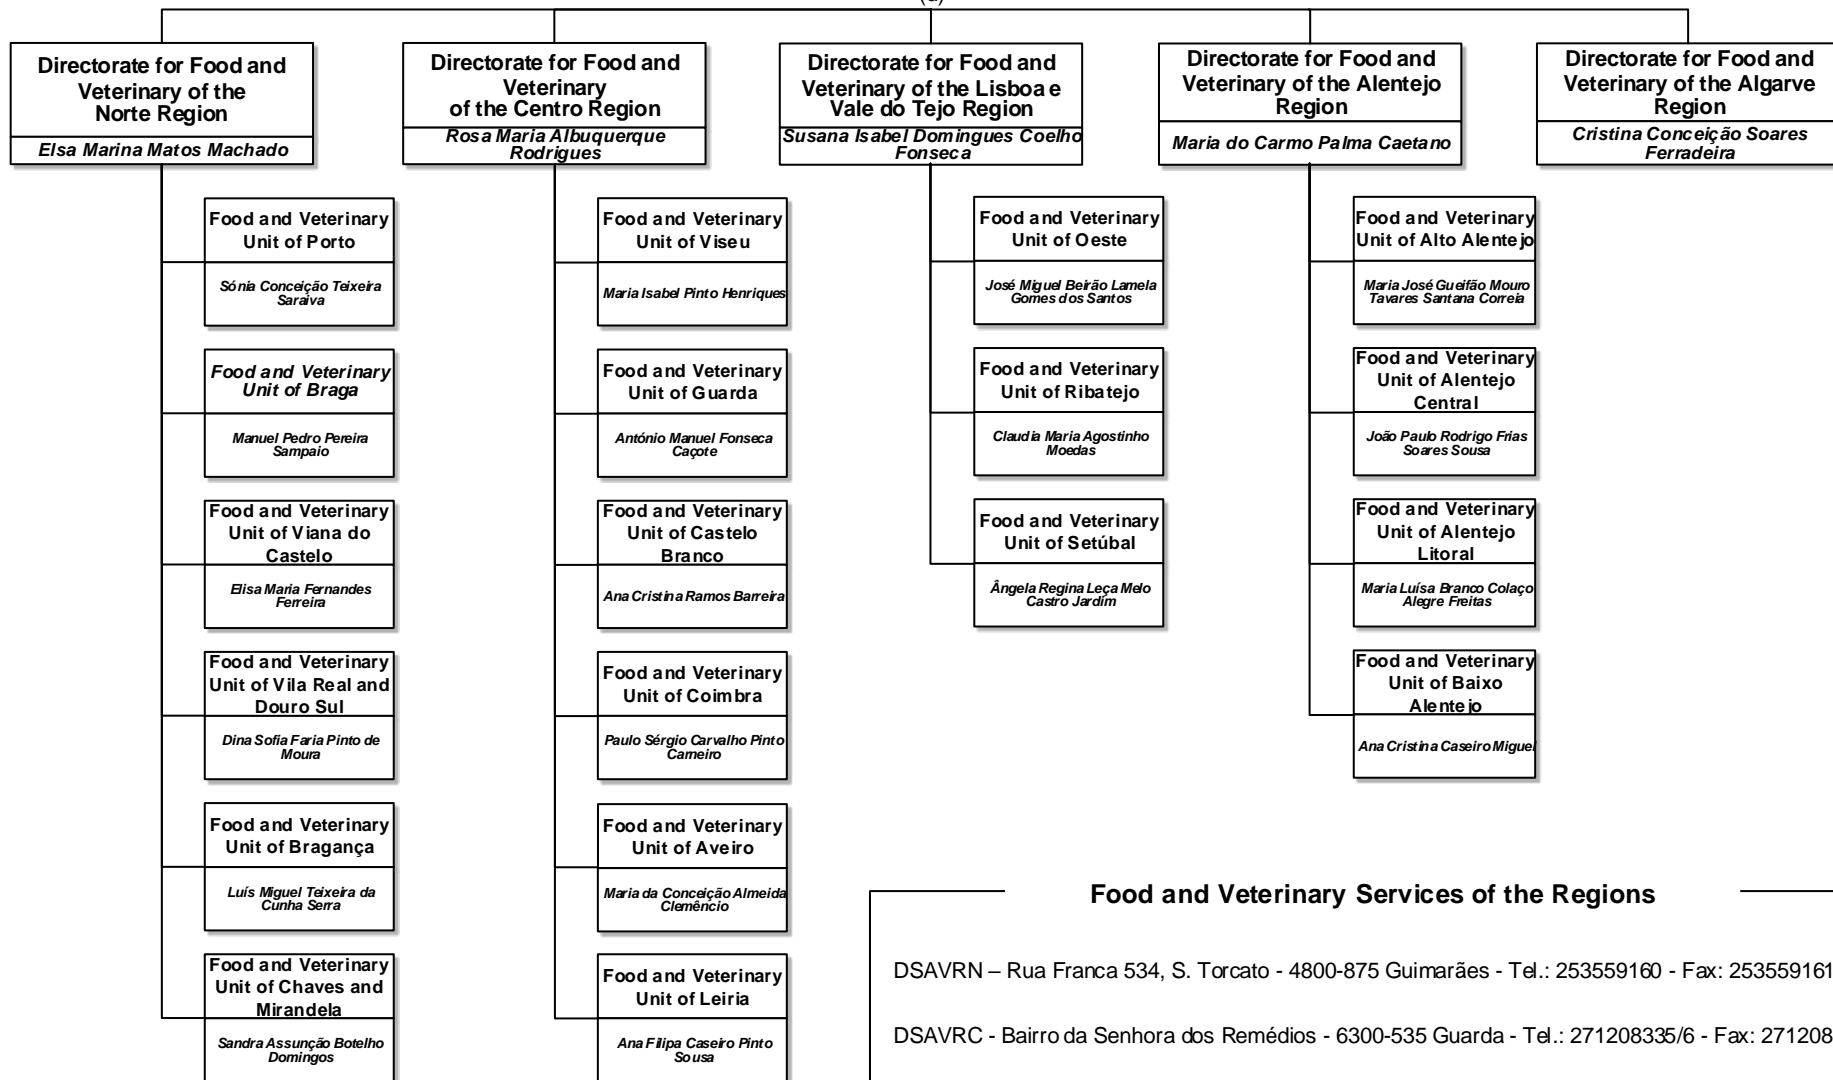 (a)
Directorate for Food and
Veterinary of the
Norte Region
Elsa Marina Matos Machado
Food and Veterinary
Unit of Porto
Sónia Conceição Teixeira
Saraiva
Food and Veterinary
Unit of Braga
Manuel Pedro Pereira
Sampaio
Food and Veterinary
Unit of Viana do
Castelo
Elisa Maria Fernandes
Ferreira
Food and Veterinary
Unit of Vila Real and
Douro Sul
Dina Sofia Faria Pinto de
Moura
Food and Veterinary
Unit of Bragança
Luís Miguel Teixeira da
Cunha Serra
Food and Veterinary
Unit of Chaves and
Mirandela
Sandra Assunção Botelho
Domingos
Directorate for Food and
Veterinary
of the Centro Region
Rosa Maria Albuquerque
Rodrigues
Food and Veterinary
Unit of Viseu
Maria Isabel Pinto Henriques
Food and Veterinary
Unit of Guarda
António Manuel Fonseca
Caçote
Food and Veterinary
Unit of Castelo
Branco
Ana Cristina Ramos Barreira
Food and Veterinary
Unit of Coimbra
Paulo Sérgio Carvalho Pinto
Carneiro
Food and Veterinary
Unit of Aveiro
Maria da Conceição Almeida
Clemêncio
Food and Veterinary
Unit of Leiria
Ana Filipa Caseiro Pinto
Sousa
Directorate for Food and
Veterinary of the Lisboa e
Vale do Tejo Region
Susana Isabel Domingues Coelho
Fonseca
Food and Veterinary
Unit of Oeste
José Miguel Beirão Lamela
Gomes dos Santos
Food and Veterinary
Unit of Ribatejo
Claudia Maria Agostinho
Moedas
Food and Veterinary
Unit of Setúbal
Ângela Regina Leça Melo
Castro Jardim
Directorate for Food and
Veterinary of the Alentejo
Region
Maria do Carmo Palma Caetano
Food and Veterinary
Unit of Alto Alentejo
Maria José Gueifão Mouro
Tavares Santana Correia
Food and Veterinary
Unit of Alentejo
Central
João Paulo Rodrigo Frias
Soares Sousa
Food and Veterinary
Unit of Alentejo
Litoral
Maria Luísa Branco Colaço
Alegre Freitas
Food and Veterinary
Unit of Baixo
Alentejo
Ana Cristina Caseiro Miguel
Directorate for Food and
Veterinary of the Algarve
Region
Cristina Conceição Soares
Ferradeira
Food and Veterinary Services of the Regions
DSAVRN – Rua Franca 534, S. Torcato - 4800-875 Guimarães - Tel.: 253559160 - Fax: 253559161
DSAVRC - Bairro da Senhora dos Remédios - 6300-535 Guarda - Tel.: 271208335/6 - Fax: 271208